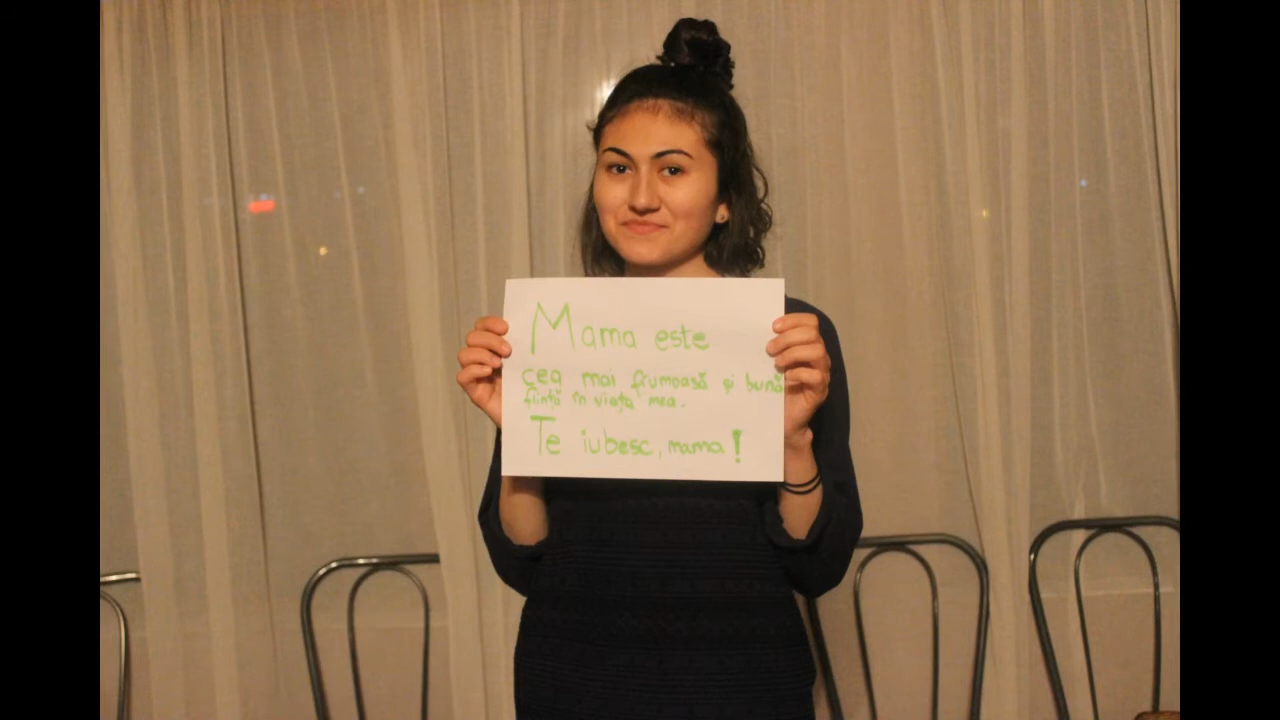 Mama este
cea mai frumoasă și bună
ființă în viața mea.
Te iubesc, mama!